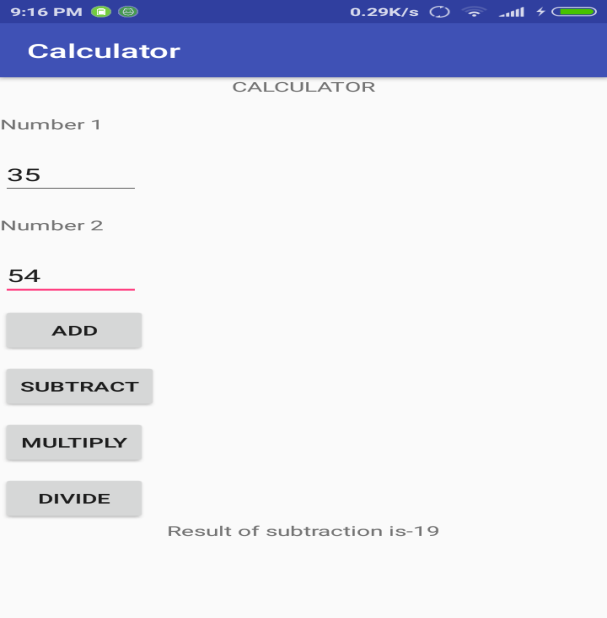 9:16 PM 0.29K/s
Calculator
CALCULATOR
Number 1
35
Number 2
54
ADD
SUBTRACT
MULTIPLY
DIVIDE
Result of subtraction is-19